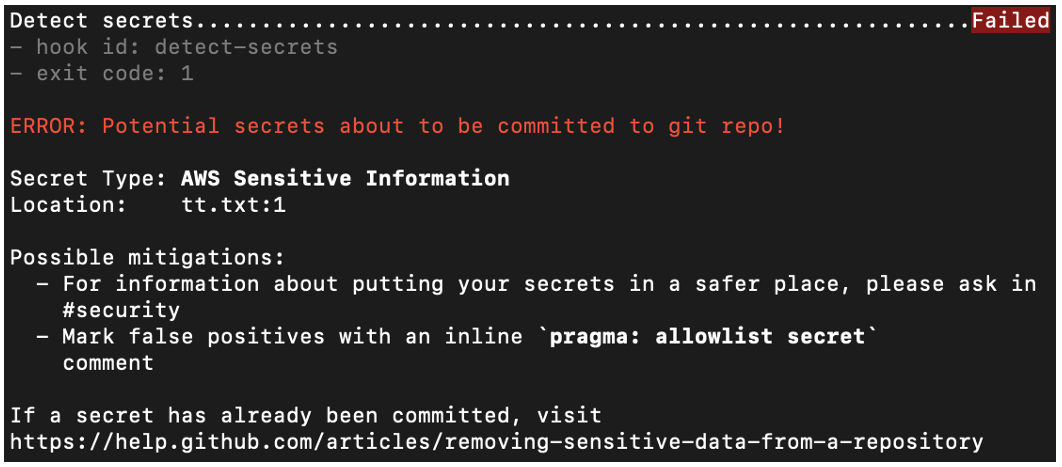 Detect secrets...........................................................Failed
- hook id: detect-secrets
- exit code: 1
ERROR: Potential secrets about to be committed to git repo!
Secret Type: AWS Sensitive Information
Location:    tt.txt:1
Possible mitigations:
  - For information about putting your secrets in a safer place, please ask in
    #security
  - Mark false positives with an inline `pragma: allowlist secret`
    comment
If a secret has already been committed, visit
https://help.github.com/articles/removing-sensitive-data-from-a-repository